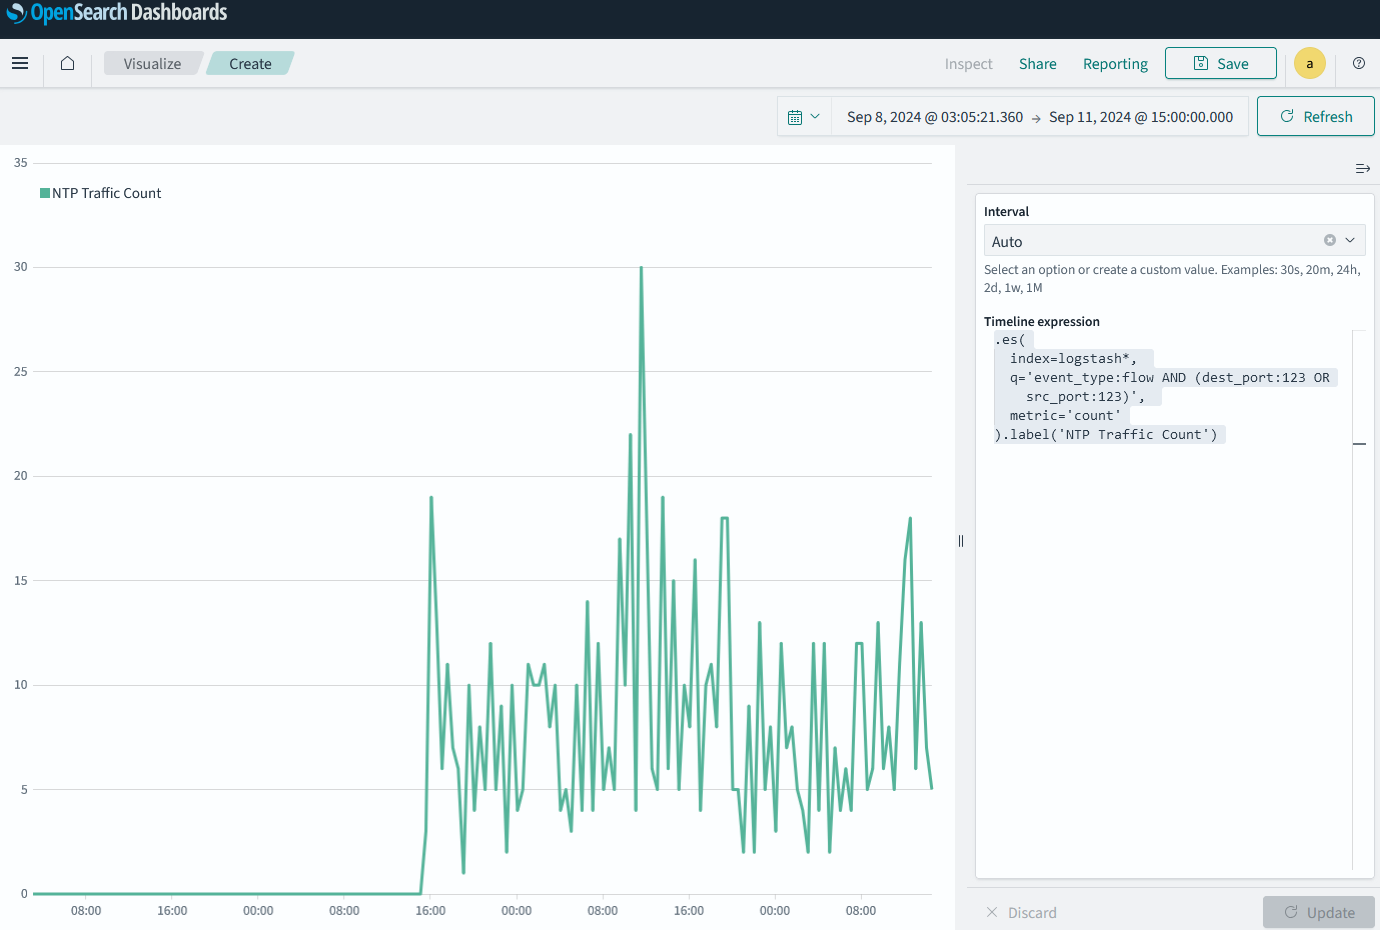 OpenSearch Dashboards
Visualize
Create
Inspect
Share
Reporting
Save
a
Sep 8, 2024 @ 03:05:21.360 → Sep 11, 2024 @ 15:00:00.000
Refresh
35
NTP Traffic Count
30
25
20
15
10
5
0
08:00 16:00 00:00 08:00 16:00 00:00 08:00 16:00 00:00 08:00
Interval
Auto
Select an option or create a custom value. Examples: 30s, 20m, 24h,
2d, 1w, 1M
Timeline expression
.es(
index=logstash*,
q='event_type:flow AND (dest_port:123 OR
src_port:123)',
metric='count'
).label('NTP Traffic Count')
Discard
Update